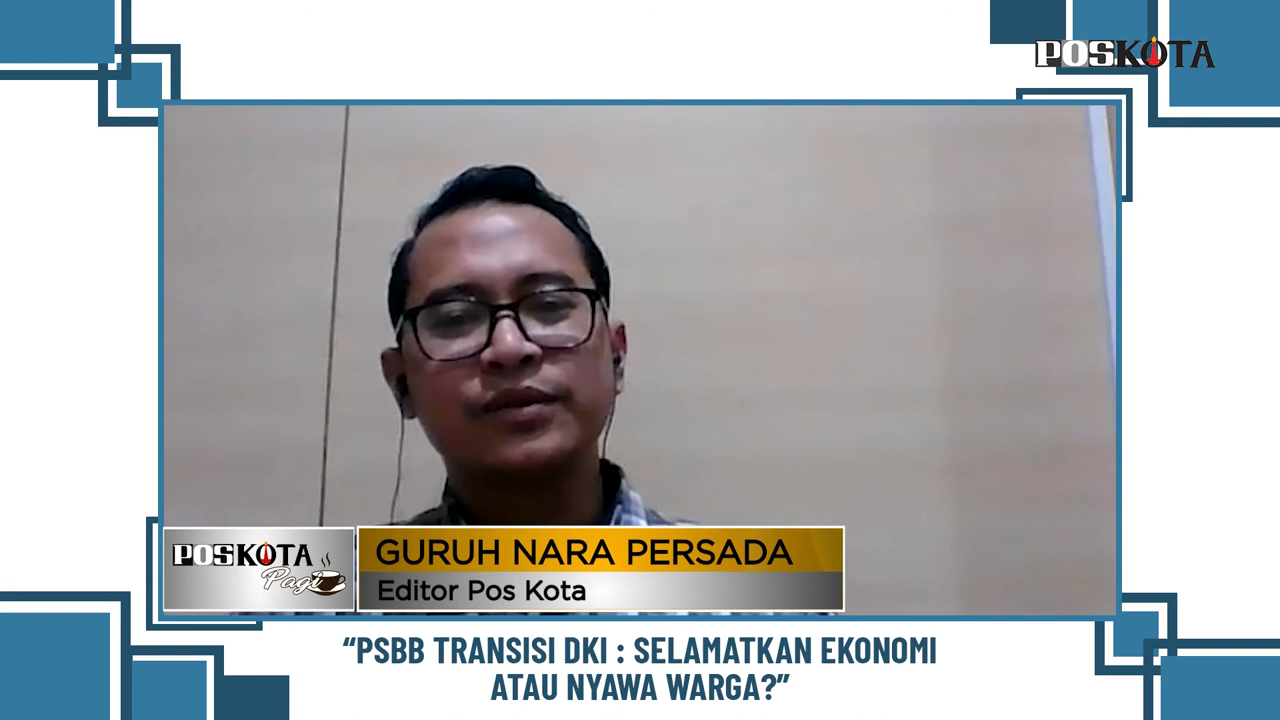 POSKOTA
POSKOTA
Pagi
GURUH NARA PERSADA
Editor Pos Kota
“PSBB TRANSISI DKI : SELAMATKAN EKONOMI
ATAU NYAWA WARGA?”